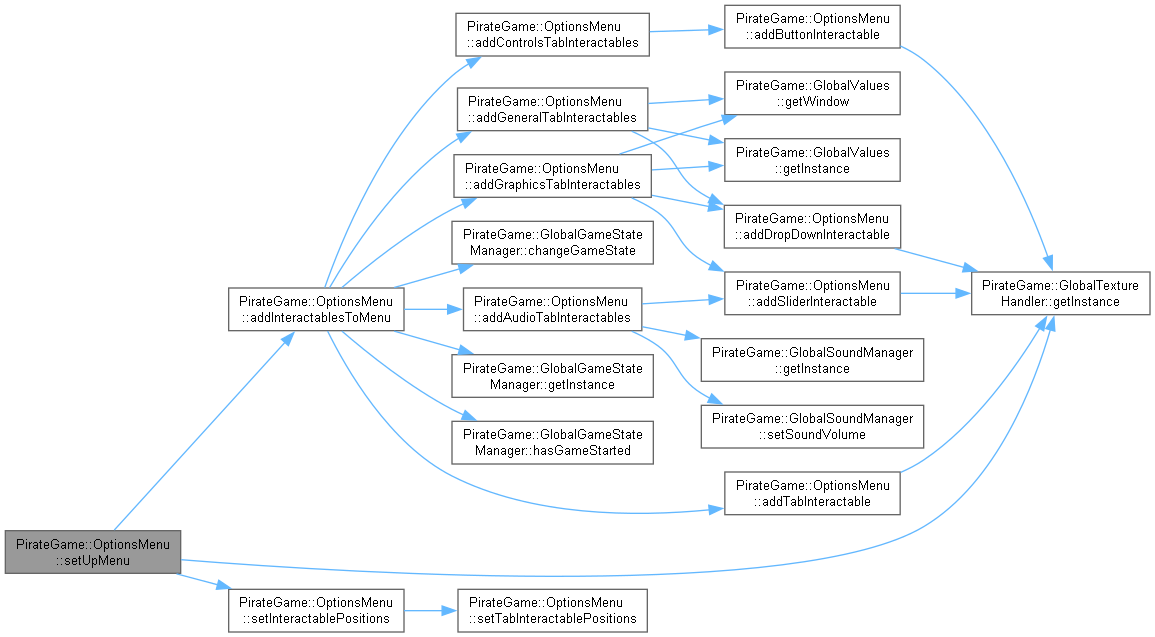 PirateGame::OptionsMenu
::addControlsTabInteractables
PirateGame::OptionsMenu
::addButtonInteractable
PirateGame::OptionsMenu
::addGeneralTabInteractables
PirateGame::GlobalValues
::getWindow
PirateGame::GlobalValues
::getInstance
PirateGame::OptionsMenu
::addGraphicsTabInteractables
PirateGame::OptionsMenu
::addDropDownInteractable
PirateGame::GlobalGameState
Manager::changeGameState
PirateGame::OptionsMenu
::addInteractablesToMenu
PirateGame::OptionsMenu
::addAudioTabInteractables
PirateGame::OptionsMenu
::addSliderInteractable
PirateGame::GlobalTexture
Handler::getInstance
PirateGame::GlobalSoundManager
::getInstance
PirateGame::GlobalGameState
Manager::getInstance
PirateGame::GlobalSoundManager
::setSoundVolume
PirateGame::GlobalGameState
Manager::hasGameStarted
PirateGame::OptionsMenu
::addTabInteractable
PirateGame::OptionsMenu
::setUpMenu
PirateGame::OptionsMenu
::setInteractablePositions
PirateGame::OptionsMenu
::setTabInteractablePositions